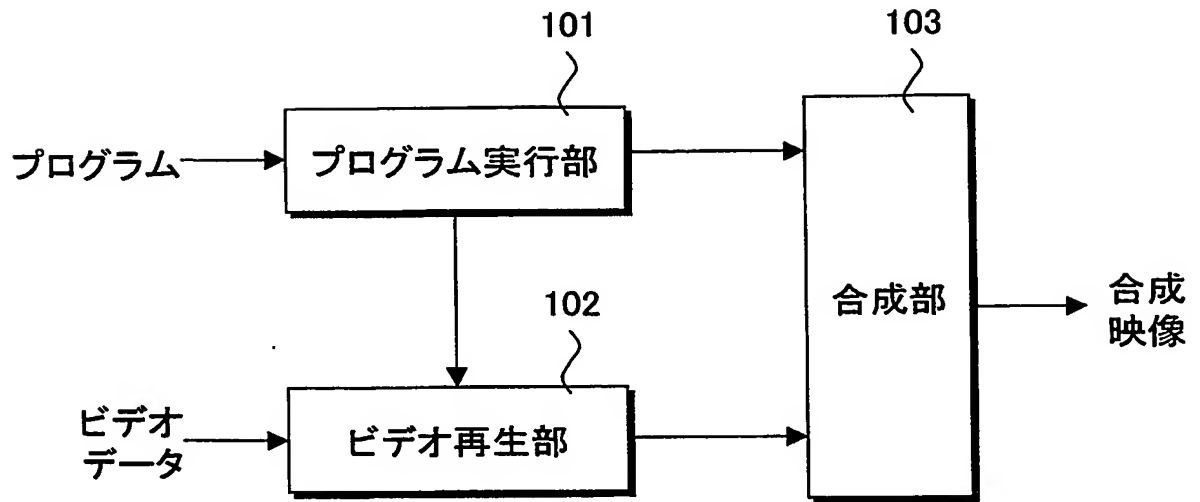 101
103
プログラム
プログラム実行部
102
合成部
合成
映像
ビデオ
データ
ビデオ再生部